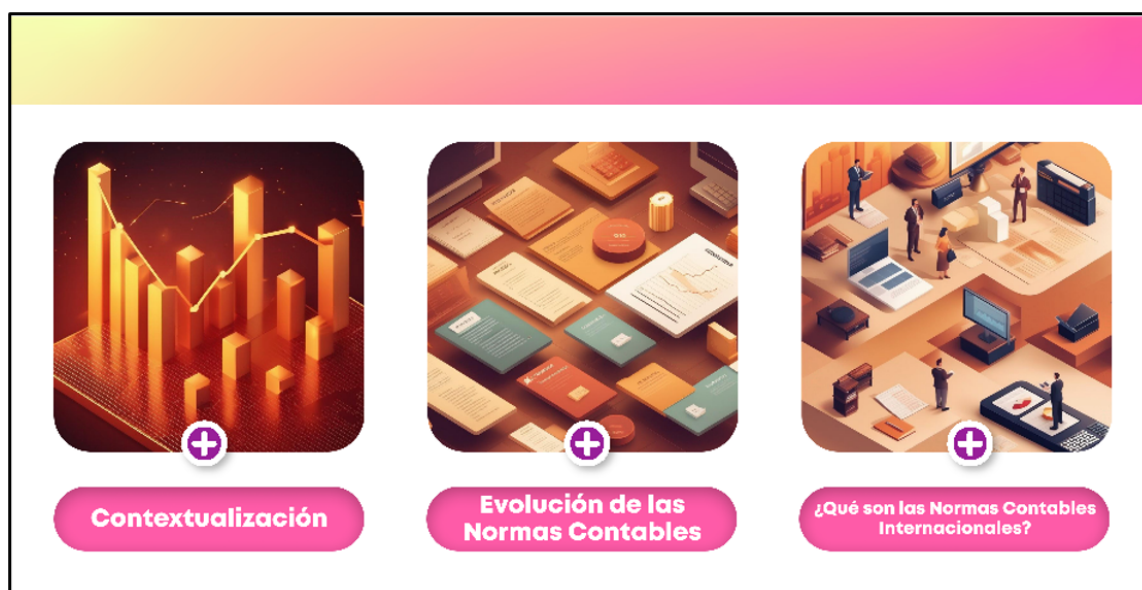 Contextualización
Evolución de las
Normas Contables
¿Qué son las Normas Contables
Internacionales?